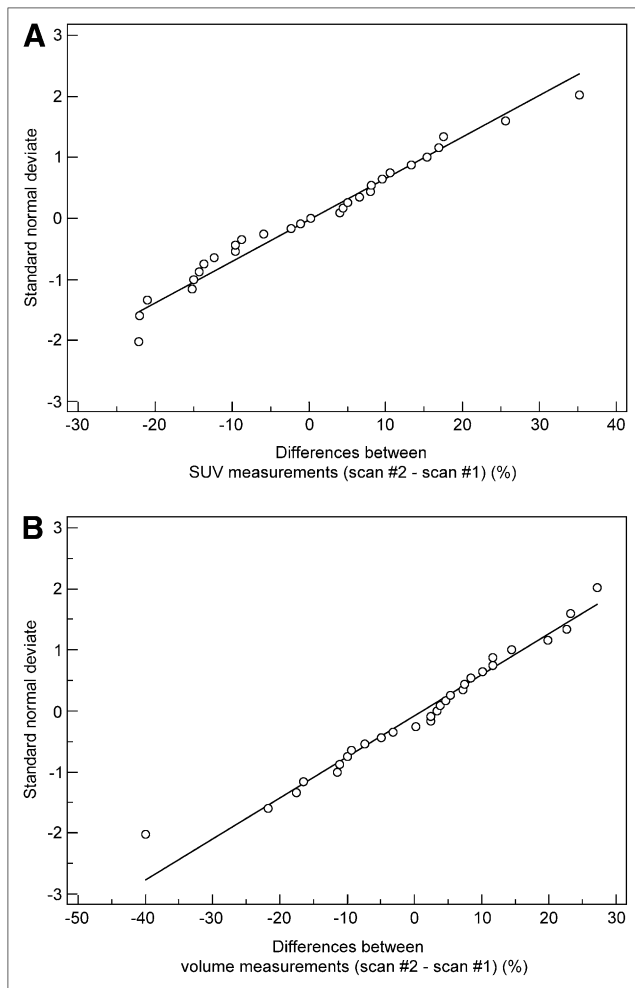 A
3
2
1
0
-1
-2
-3
Standard normal deviate
-30 -20 -10 0 10 20 30 40
Differences between
SUV measurements (scan #2 - scan #1) (%)
B
3
2
1
0
-1
-2
-3
Standard normal deviate
-50 -40 -30 -20 -10 0 10 20 30
Differences between
volume measurements (scan #2 - scan #1) (%)